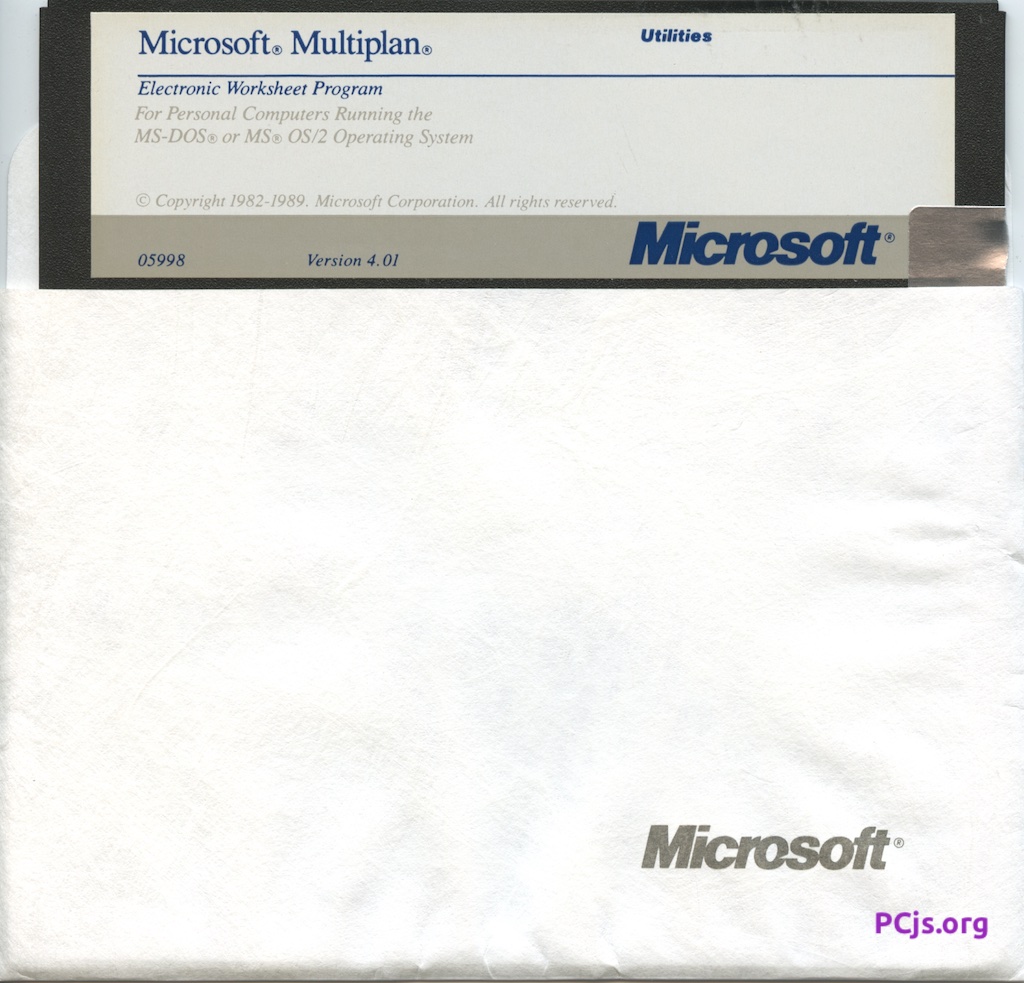 Microsoft® Multiplan®
Utilities
Electronic Worksheet Program
For Personal Computers Running the
MS-DOS® or MS® OS/2 Operating System
© Copyright 1982-1989. Microsoft Corporation. All rights reserved.
05998 Version 4.01 Microsoft®
Microsoft®
PCjs.org